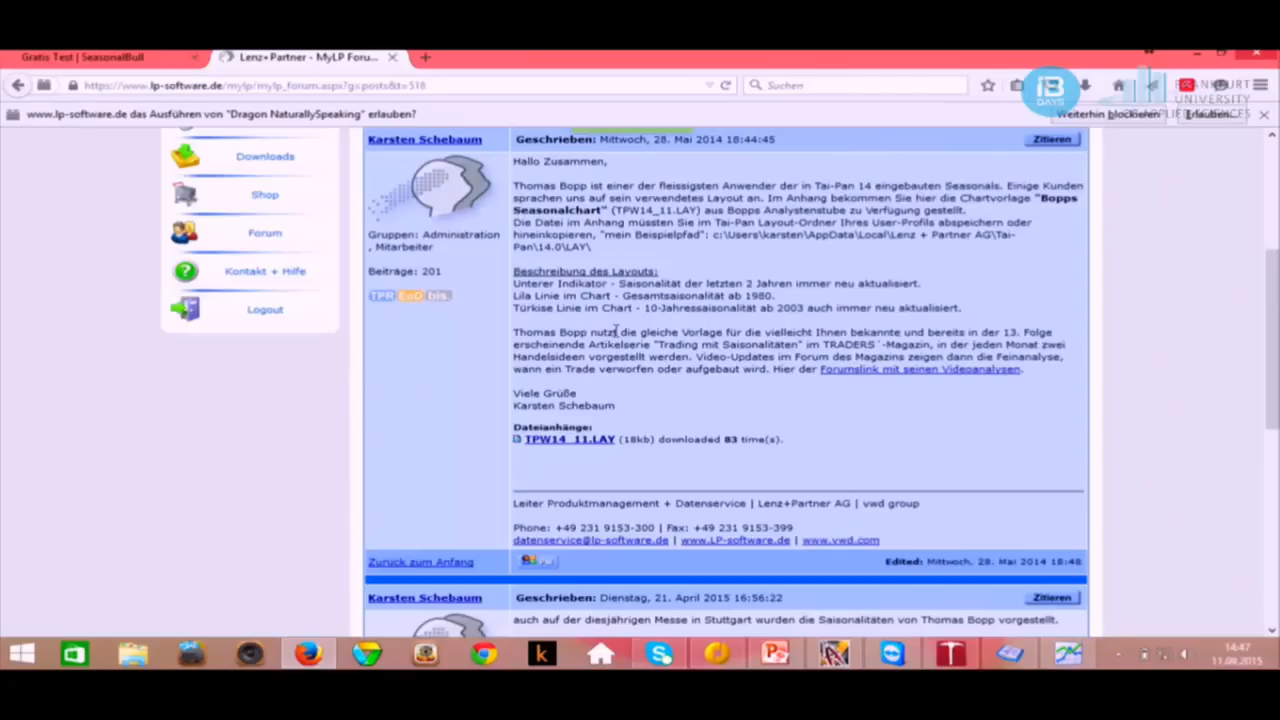 Gratis Test | SeasonalBull
Lenz+Partner - MyLP Foru...
https://www.lp-software.de/mylp/mylp_forum.aspx?g=posts&t=518
Suchen
iB
DAYS
FRANKFURT
UNIVERSITY
OF APPLIED SCIENCES
www.lp-software.de das Ausführen von "Dragon NaturallySpeaking" erlauben?
Weiterhin blockieren
Erlauben...
Downloads
Shop
Forum
Kontakt + Hilfe
Logout
Karsten Schebaum
Geschrieben: Mittwoch, 28. Mai 2014 18:44:45
Zitieren
Gruppen: Administration
, Mitarbeiter
Beiträge: 201
TPR EoD bis.
Hallo Zusammen,
Thomas Bopp ist einer der fleissigsten Anwender der in Tai-Pan 14 eingebauten Seasonals. Einige Kunden
sprachen uns auf sein verwendetes Layout an. Im Anhang bekommen Sie hier die Chartvorlage "Bopps
Seasonalchart" (TPW14_11.LAY) aus Bopps Analystenstube zu Verfügung gestellt.
Die Datei im Anhang müssten Sie im Tai-Pan Layout-Ordner Ihres User-Profils abspeichern oder
hineinkopieren, "mein Beispielpfad": c:\Users\karsten\AppData\Local\Lenz + Partner AG\Tai-
Pan\14.0\LAY\
Beschreibung des Layouts:
Unterer Indikator - Saisonalität der letzten 2 Jahren immer neu aktualisiert.
Lila Linie im Chart - Gesamtsaisonalität ab 1980.
Türkise Linie im Chart - 10-Jahressaisonalität ab 2003 auch immer neu aktualisiert.
Thomas Bopp nutzt die gleiche Vorlage für die vielleicht Ihnen bekannte und bereits in der 13. Folge
erscheinende Artikelserie "Trading mit Saisonalitäten" im TRADERS´-Magazin, in der jeden Monat zwei
Handelsideen vorgestellt werden. Video-Updates im Forum des Magazins zeigen dann die Feinanalyse,
wann ein Trade verworfen oder aufgebaut wird. Hier der Forumslink mit seinen Videoanalysen.
Viele Grüße
Karsten Schebaum
Dateianhänge:
TPW14_11.LAY (18kb) downloaded 83 time(s).
Leiter Produktmanagement + Datenservice | Lenz+Partner AG | vwd group
Phone: +49 231 9153-300 | Fax: +49 231 9153-399
datenservice@lp-software.de | www.LP-software.de | www.vwd.com
Zurück zum Anfang
Edited: Mittwoch, 28. Mai 2014 18:48
Karsten Schebaum
Geschrieben: Dienstag, 21. April 2015 16:56:22
Zitieren
auch auf der diesjährigen Messe in Stuttgart wurden die Saisonalitäten von Thomas Bopp vorgestellt.
14:47
11.09.2015